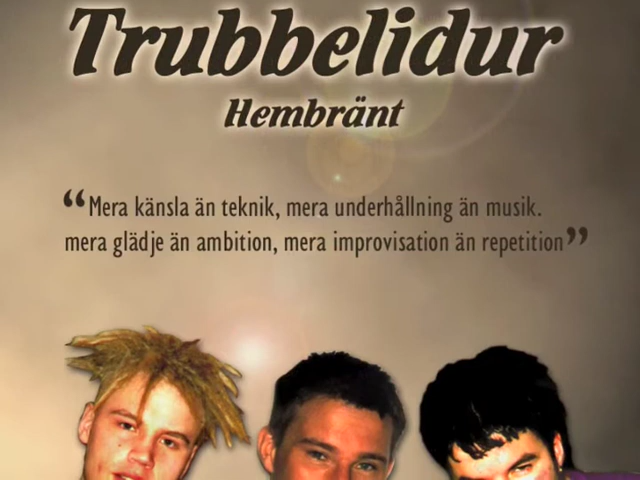 Trubbelidur
Hembränt
“Mera känsla än teknik, mera underhållning än musik.
mera glädje än ambition, mera improvisation än repetition”